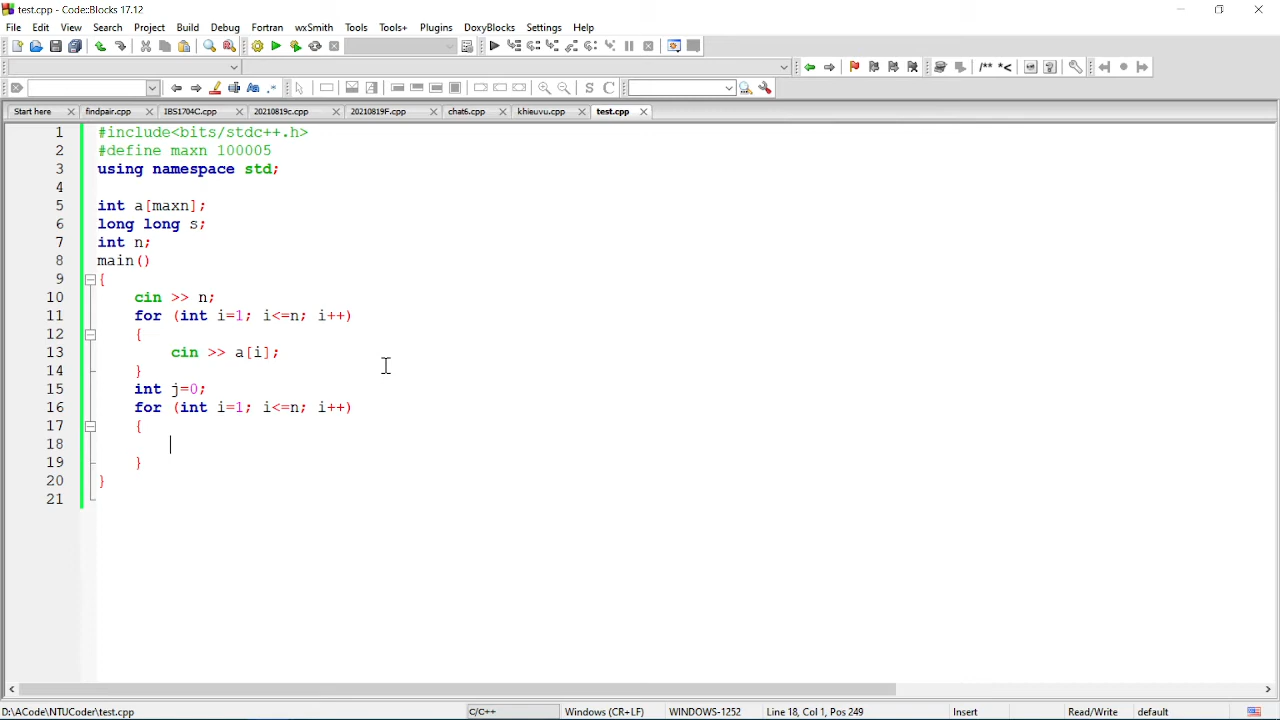 test.cpp - Code::Blocks 17.12
File Edit View Search Project Build Debug Fortran wxSmith Tools Tools+ Plugins DoxyBlocks Settings Help
/** *<
S C
Start here findpair.cpp IBS1704C.cpp 20210819c.cpp 20210819F.cpp chat6.cpp khieuvu.cpp test.cpp
1 #include<bits/stdc++.h>
2 #define maxn 100005
3 using namespace std;
4
5 int a[maxn];
6 long long s;
7 int n;
8 main()
9 {
10 cin >> n;
11 for (int i=1; i<=n; i++)
12 {
13 cin >> a[i];
14 }
15 int j=0;
16 for (int i=1; i<=n; i++)
17 {
18
19 }
20 }
21
D:\ACode\NTUCoder\test.cpp C/C++ Windows (CR+LF) WINDOWS-1252 Line 18, Col 1, Pos 249 Insert Read/Write default